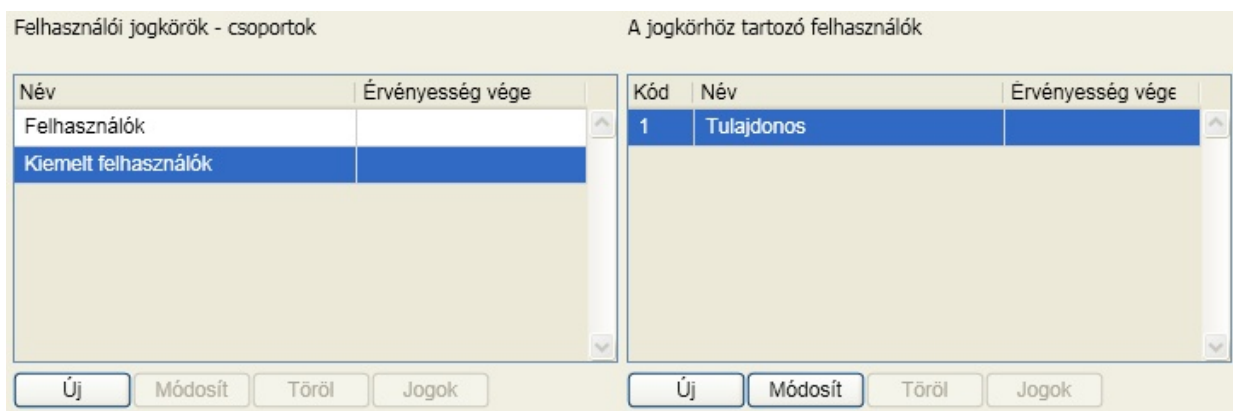 Felhasználói jogkörök - csoportok
Név Érvényesség vége
Felhasználók
Kiemelt felhasználók
Új Módosít Töröl Jogok
A jogkörhöz tartozó felhasználók
Kód Név Érvényesség vége
1 Tulajdonos
Új Módosít Töröl Jogok